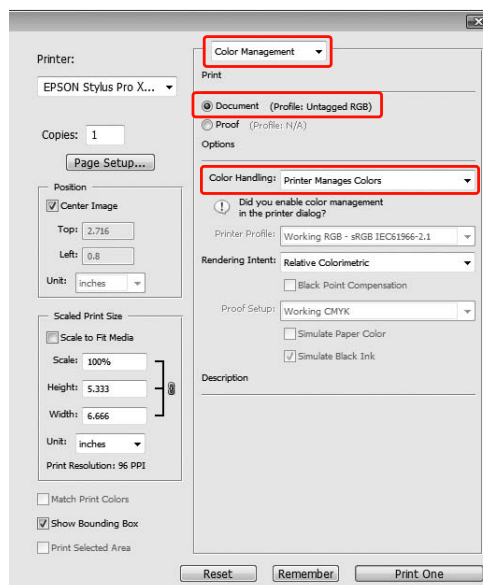 Printer:
EPSON Stylus Pro X...
Copies: 1
Page Setup...
Position
Center Image
Top: 2.716
Left: 0.8
Unit: inches
Scaled Print Size
Scale to Fit Media
Scale: 100%
Height: 5.333
Width: 6.666
Unit: inches
Print Resolution: 96 PPI
Match Print Colors
Show Bounding Box
Print Selected Area
Color Management
Print
Document (Profile: Untagged RGB)
Proof (Profile: N/A)
Options
Color Handling: Printer Manages Colors
Did you enable color management
in the printer dialog?
Printer Profile: Working RGB - sRGB IEC61966-2.1
Rendering Intent: Relative Colorimetric
Black Point Compensation
Proof Setup: Working CMYK
Simulate Paper Color
Simulate Black Ink
Description
Reset Remember Print One